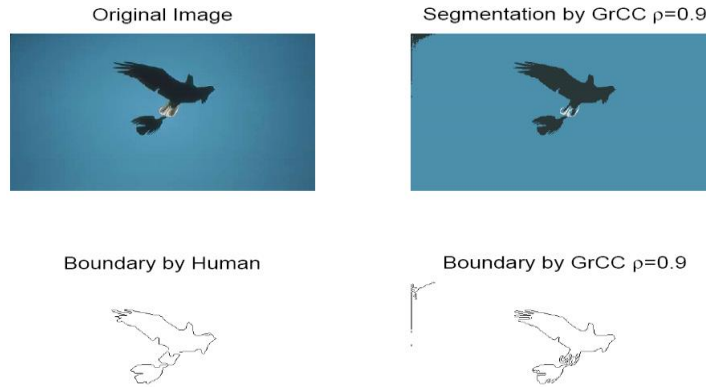 Original Image
Segmentation by GrCC ρ=0.9
Boundary by Human
Boundary by GrCC ρ=0.9